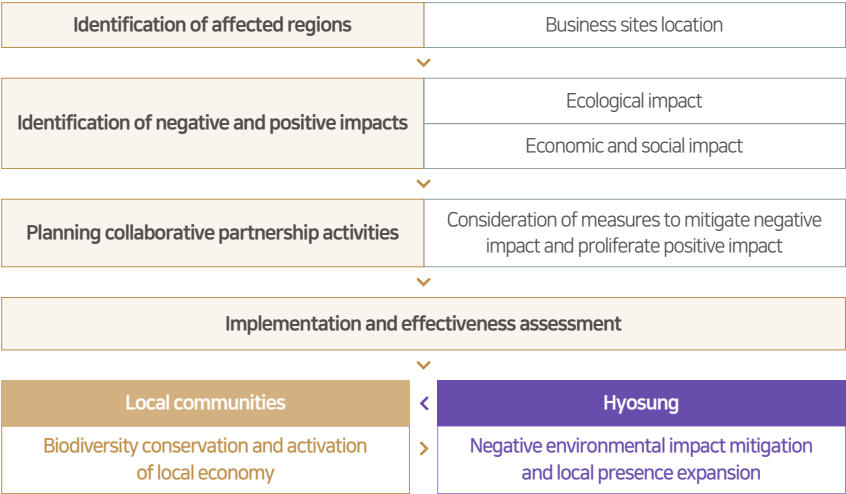 Identification of affected regions
Business sites location
Identification of negative and positive impacts
Ecological impact
Economic and social impact
Planning collaborative partnership activities
Consideration of measures to mitigate negative
impact and proliferate positive impact
Implementation and effectiveness assessment
Local communities
Hyosung
Biodiversity conservation and activation
of local economy
Negative environmental impact mitigation
and local presence expansion